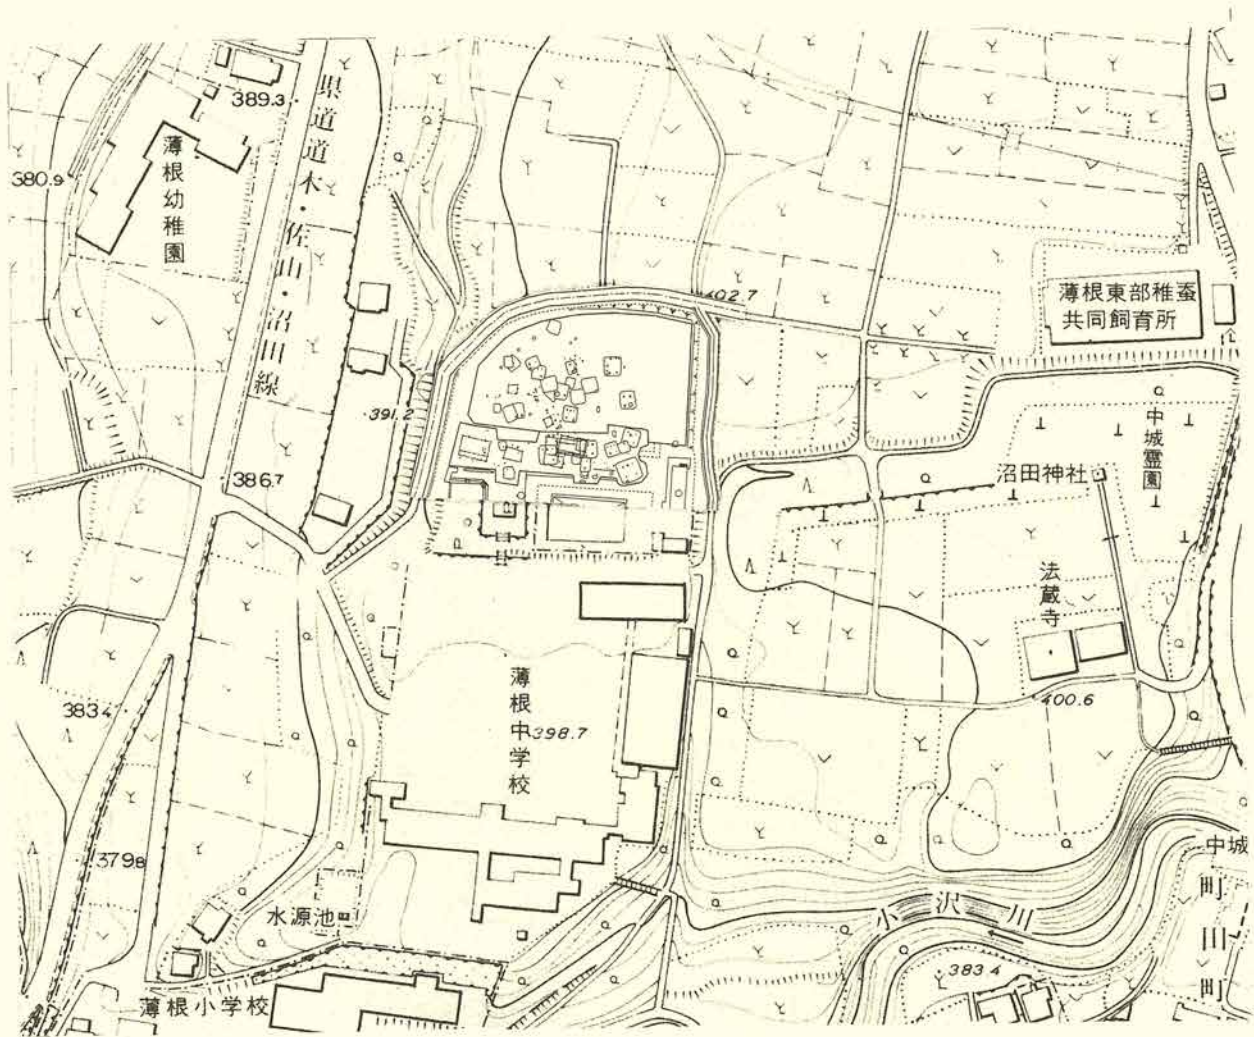 389.3
県道道木・佐山・沼田線
薄根幼稚園
380.9
402.7
薄根東部稚蚕
共同飼育所
391.2
中城霊園
沼田神社
386.7
法蔵寺
400.6
383.4
薄根中学校
398.7
379.8
中城
町田町
小沢川
水源池
383.4
薄根小学校